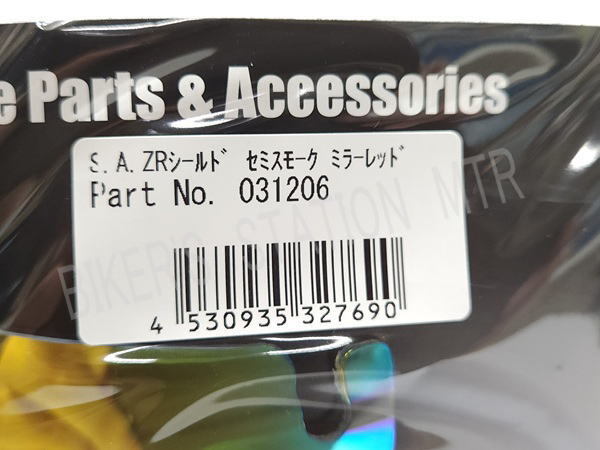 e Parts & Accessories
S.A.ZRｼｰﾙﾄﾞ ｾﾐｽﾓｰｸ ﾐﾗｰﾚｯﾄﾞ
Part No. 031206
BIKER'S STATION MTR
4 530935 327690